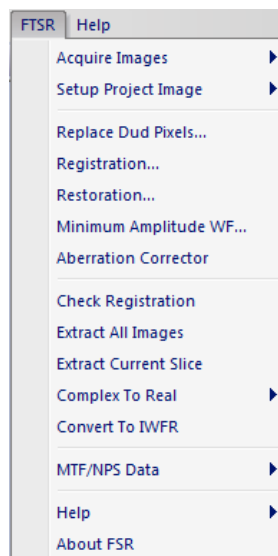 FTSR Help
Acquire Images
Setup Project Image
Replace Dud Pixels...
Registration...
Restoration...
Minimum Amplitude WF...
Aberration Corrector
Check Registration
Extract All Images
Extract Current Slice
Complex To Real
Convert To IWFR
MTF/NPS Data
Help
About FSR